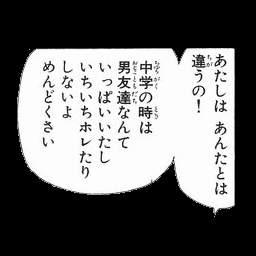 あたしは あんたとは
違うの！
中学の時は
男友達なんて
いっぱいいたし
いちいちホレたり
しないよ
めんどくさい